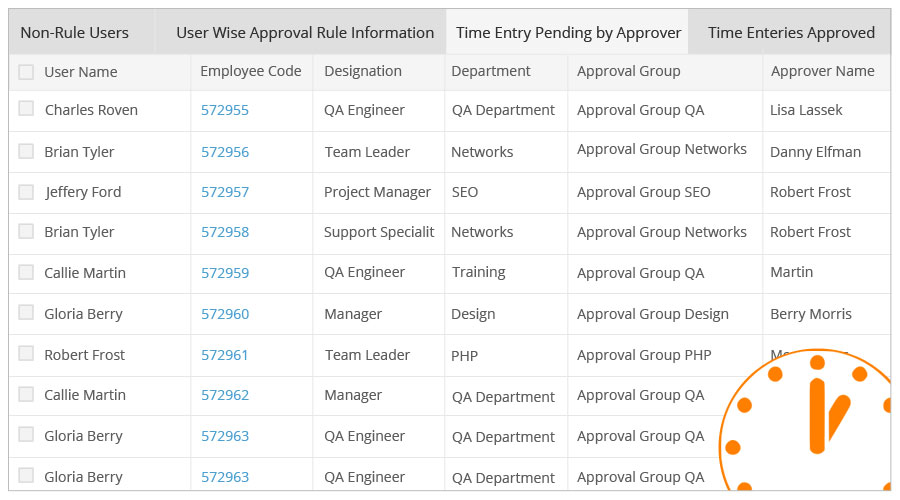 Non-Rule Users User Wise Approval Rule Information Time Entry Pending by Approver Time Enteries Approved
User Name Employee Code Designation Department Approval Group Approver Name
Charles Roven 572955 QA Engineer QA Department Approval Group QA Lisa Lassek
Brian Tyler 572956 Team Leader Networks Approval Group Networks Danny Elfman
Jeffery Ford 572957 Project Manager SEO Approval Group SEO Robert Frost
Brian Tyler 572958 Support Specialit Networks Approval Group Networks Robert Frost
Callie Martin 572959 QA Engineer Training Approval Group QA Martin
Gloria Berry 572960 Manager Design Approval Group Design Berry Morris
Robert Frost 572961 Team Leader PHP Approval Group PHP
Callie Martin 572962 Manager QA Department Approval Group QA
Gloria Berry 572963 QA Engineer QA Department Approval Group QA
Gloria Berry 572963 QA Engineer QA Department Approval Group QA